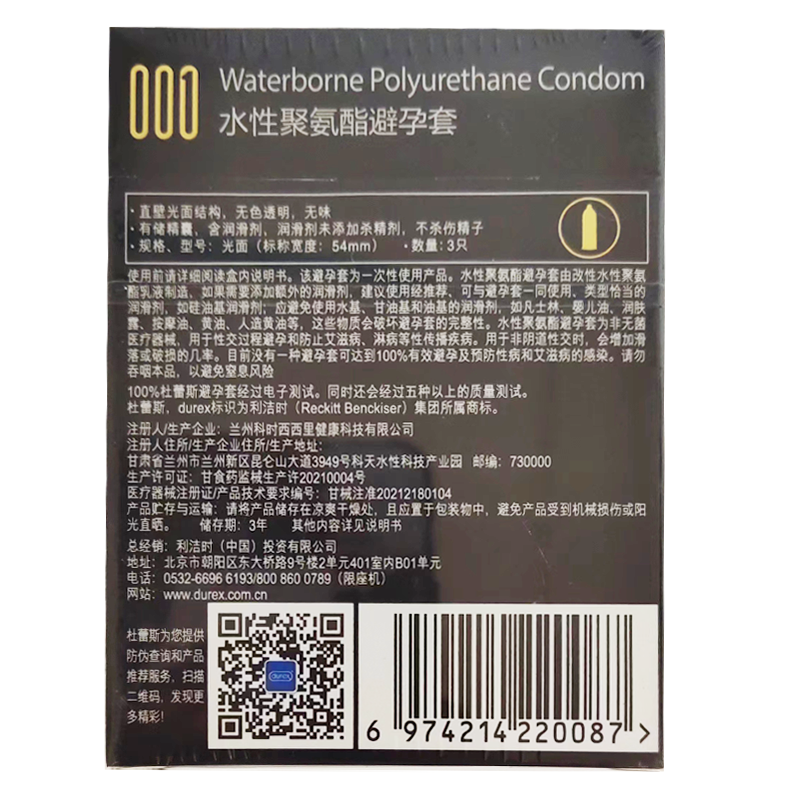 001 Waterborne Polyurethane Condom
水性聚氨酯避孕套
· 直壁光面结构，无色透明，无味
· 有储精囊，含润滑剂，润滑剂未添加杀精剂，不杀伤精子
· 规格、型号：光面（标称宽度：54mm） · 数量：3只
使用前请详细阅读盒内说明书。该避孕套为一次性使用产品。水性聚氨酯避孕套由改性水性聚氨
酯乳液制造，如果需要添加额外的润滑剂，建议使用经推荐、可与避孕套一同使用、类型恰当的
润滑剂，如硅油基润滑剂；应避免使用水基、甘油基和油基的润滑剂，如凡士林、婴儿油、润肤
露、按摩油、黄油、人造黄油等，这些物质会破坏避孕套的完整性。水性聚氨酯避孕套为非无菌
医疗器械，用于性交过程避孕和防止艾滋病、淋病等性传播疾病。用于非阴道性交时，会增加滑
落或破损的几率。目前没有一种避孕套可达到100%有效避孕及预防性病和艾滋病的感染。请勿
吞咽本品，以避免窒息风险
100%杜蕾斯避孕套经过电子测试。同时还会经过五种以上的质量测试。
杜蕾斯，durex标识为利洁时（Reckitt Benckiser）集团所属商标。
注册人/生产企业：兰州科时西西里健康科技有限公司
注册人住所/生产企业住所/生产地址：
甘肃省兰州市兰州新区昆仑山大道3949号科天水性科技产业园 邮编：730000
生产许可证：甘食药监械生产许20210004号
医疗器械注册证/产品技术要求编号：甘械注准20212180104
产品贮存与运输：请将产品储存在凉爽干燥处，且应置于包装物中，避免产品受到机械损伤或阳
光直晒。 储存期：3年 其他内容详见说明书
总经销：利洁时（中国）投资有限公司
地址：北京市朝阳区东大桥路9号楼2单元401室内B01单元
电话：0532-6696 6193/800 860 0789（限座机）
网站：www.durex.com.cn
杜蕾斯为您提供
防伪查询和产品
推荐服务，扫描
二维码，发现更
多精彩！
durex
6 974214 220087 >